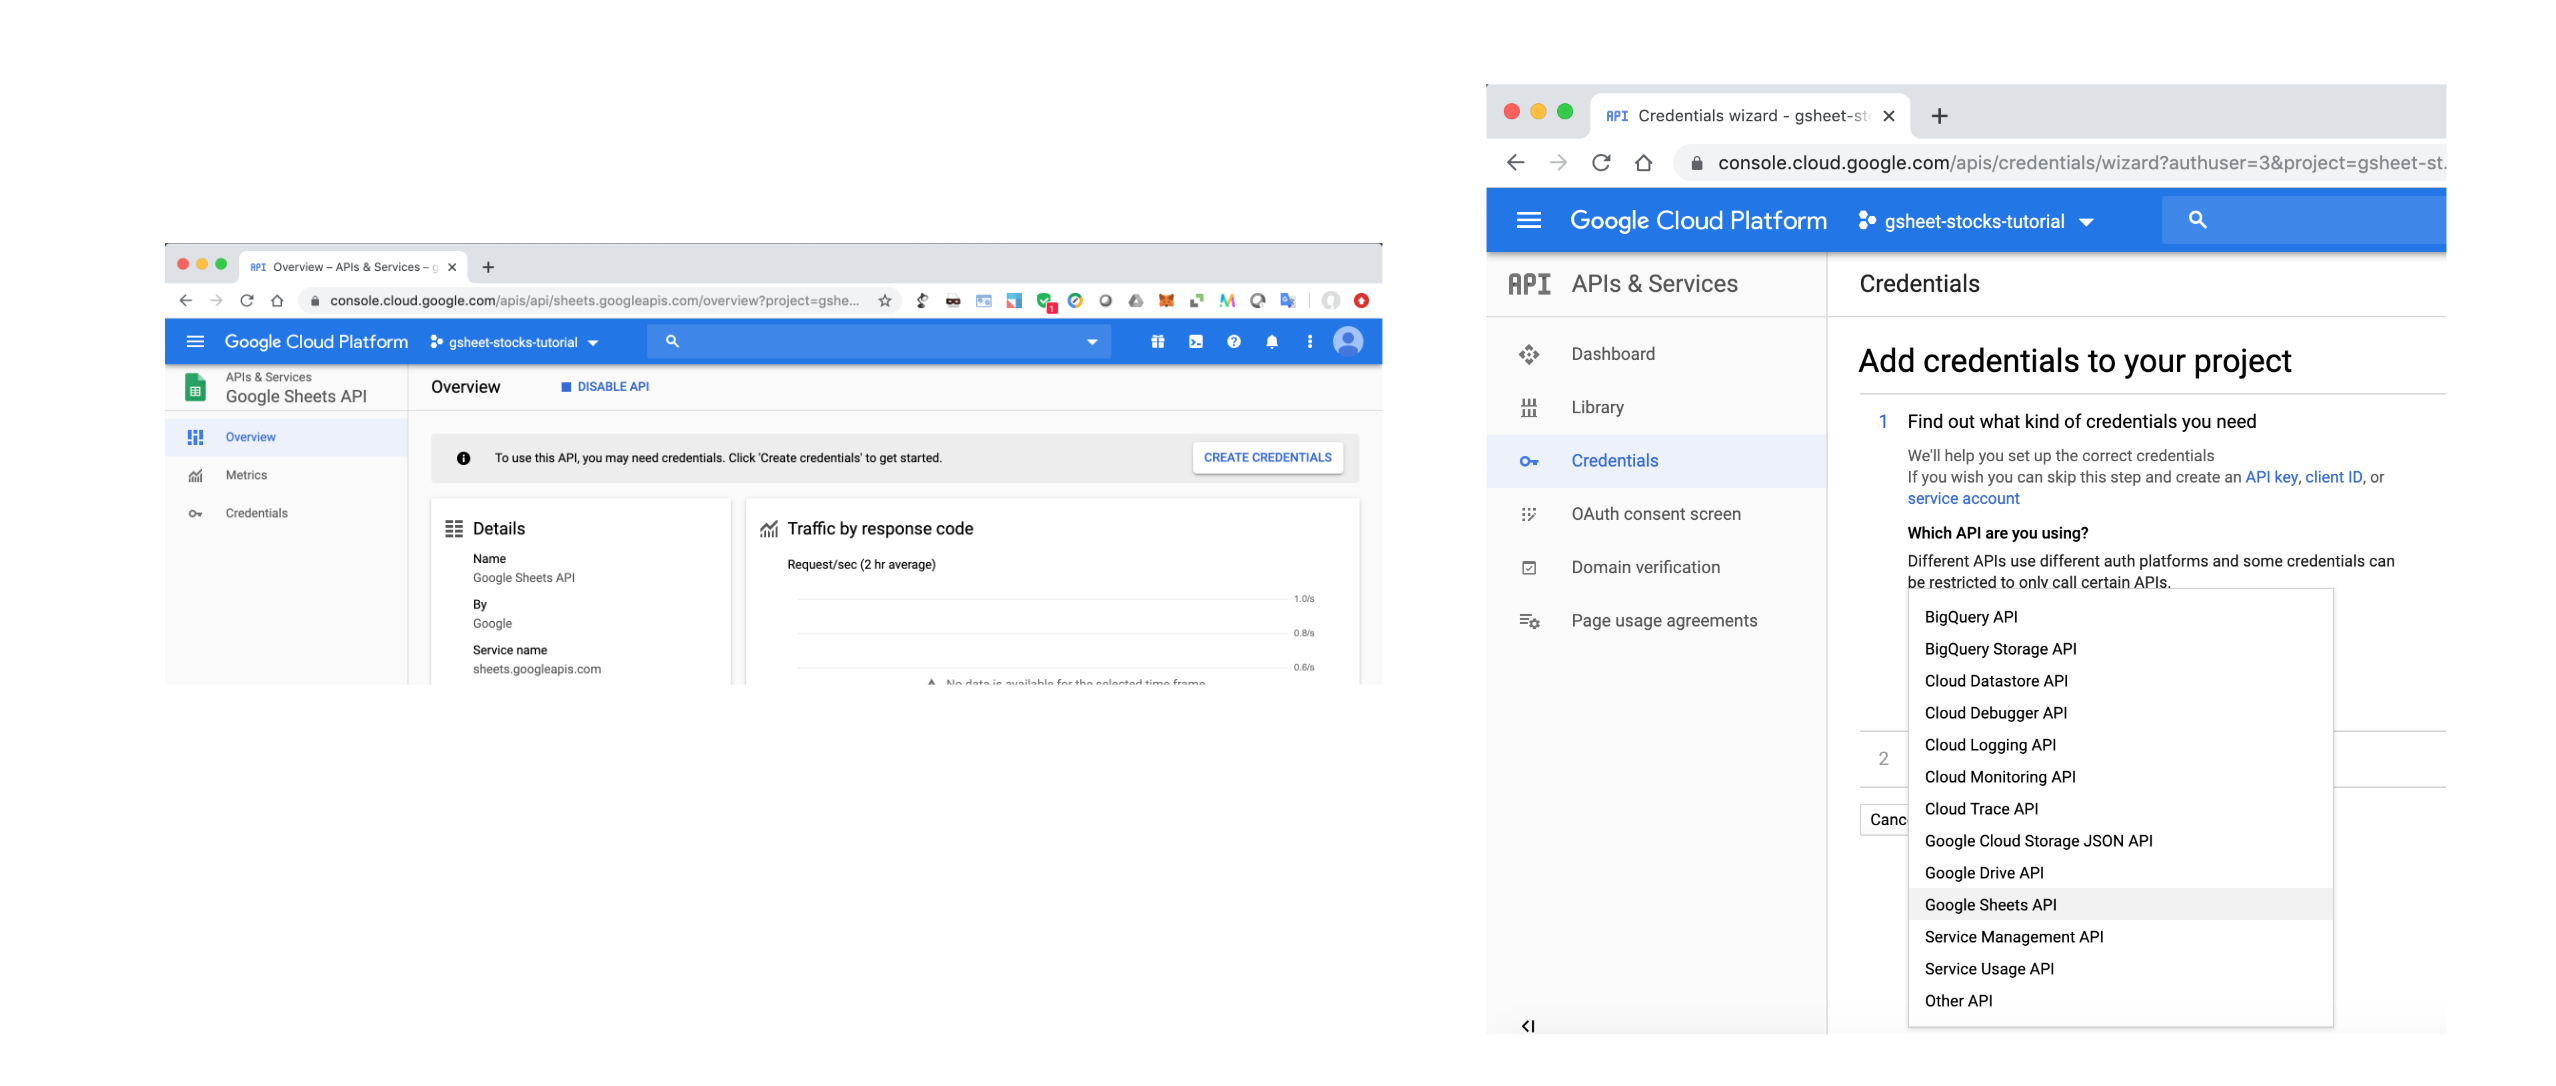 API Overview – APIs & Services – g
console.cloud.google.com/apis/api/sheets.googleapis.com/overview?project=gshe...
1
Google Cloud Platform
gsheet-stocks-tutorial
APIs & Services
Google Sheets API
Overview
DISABLE API
Overview
Metrics
Credentials
To use this API, you may need credentials. Click 'Create credentials' to get started.
CREATE CREDENTIALS
Details
Name
Google Sheets API
By
Google
Service name
sheets.googleapis.com
Traffic by response code
Request/sec (2 hr average)
1.0/s
0.8/s
0.6/s
No data is available for the selected time frame
API Credentials wizard - gsheet-st
console.cloud.google.com/apis/credentials/wizard?authuser=3&project=gsheet-st.
Google Cloud Platform
gsheet-stocks-tutorial
API APIs & Services
Dashboard
Library
Credentials
OAuth consent screen
Domain verification
Page usage agreements
Credentials
Add credentials to your project
1 Find out what kind of credentials you need
We'll help you set up the correct credentials
If you wish you can skip this step and create an API key, client ID, or
service account
Which API are you using?
Different APIs use different auth platforms and some credentials can
be restricted to only call certain APIs.
BigQuery API
BigQuery Storage API
Cloud Datastore API
Cloud Debugger API
Cloud Logging API
Cloud Monitoring API
Cloud Trace API
Google Cloud Storage JSON API
Google Drive API
Google Sheets API
Service Management API
Service Usage API
Other API
2
Canc